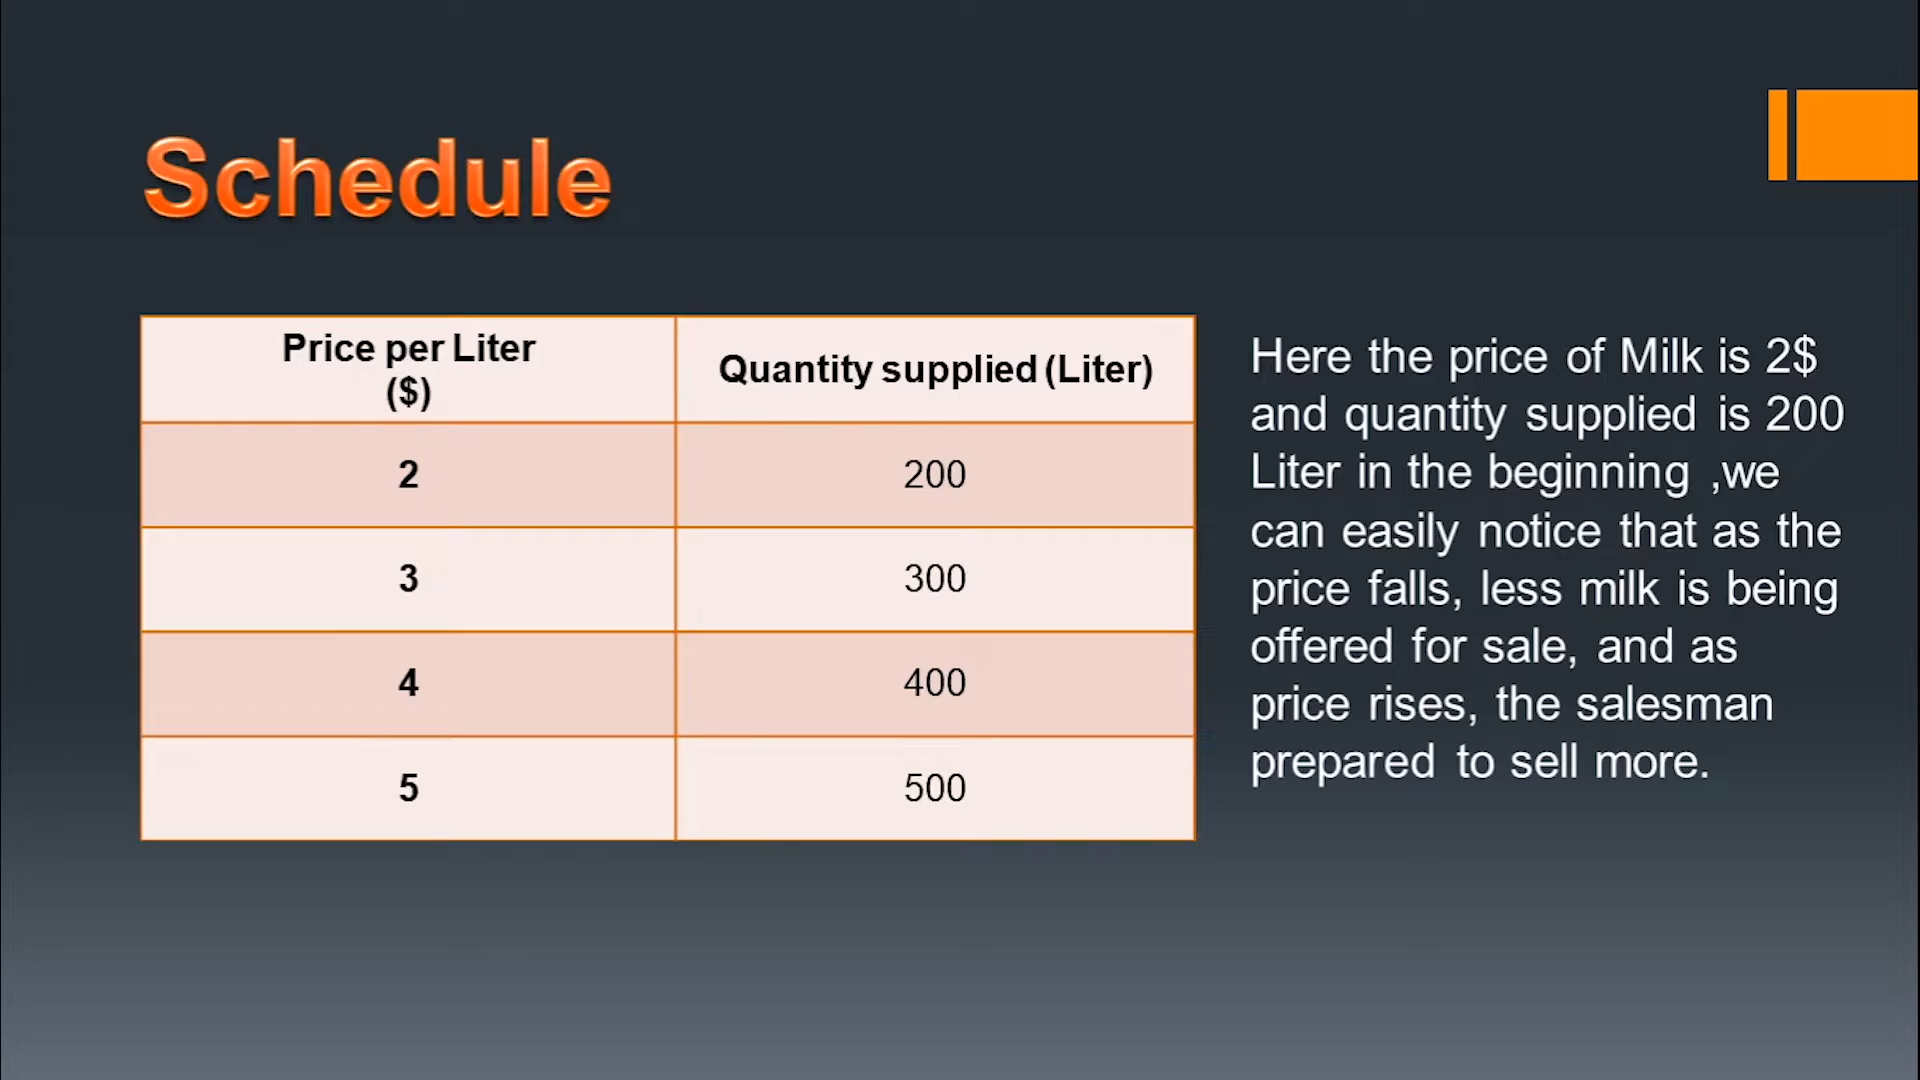 Schedule
Price per Liter
($)
Quantity supplied (Liter)
2
200
3
300
4
400
5
500
Here the price of Milk is 2$
and quantity supplied is 200
Liter in the beginning ,we
can easily notice that as the
price falls, less milk is being
offered for sale, and as
price rises, the salesman
prepared to sell more.